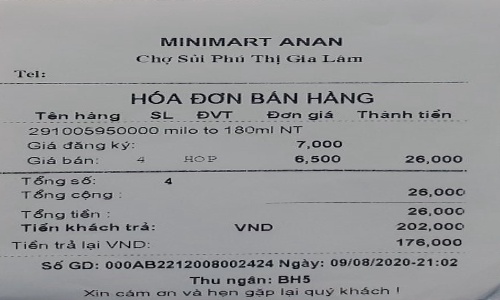 MINIMART ANAN
Chợ Sủi Phú Thị Gia Lâm
Tel:
HÓA ĐƠN BÁN HÀNG
Tên hàng SL ĐVT Đơn giá Thành tiền
291005950000 milo to 180ml NT
Giá đăng ký: 7,000
Giá bán: 4 HOP 6,500 26,000
Tổng số: 4
Tổng cộng : 26,000
Tổng tiền : 26,000
Tiền khách trả: VND 202,000
Tiền trả lại VND: 176,000
Số GD: 000AB2212008002424 Ngày: 09/08/2020-21:02
Thu ngân: BH5
Xin cám ơn và hẹn gặp lại quý khách !